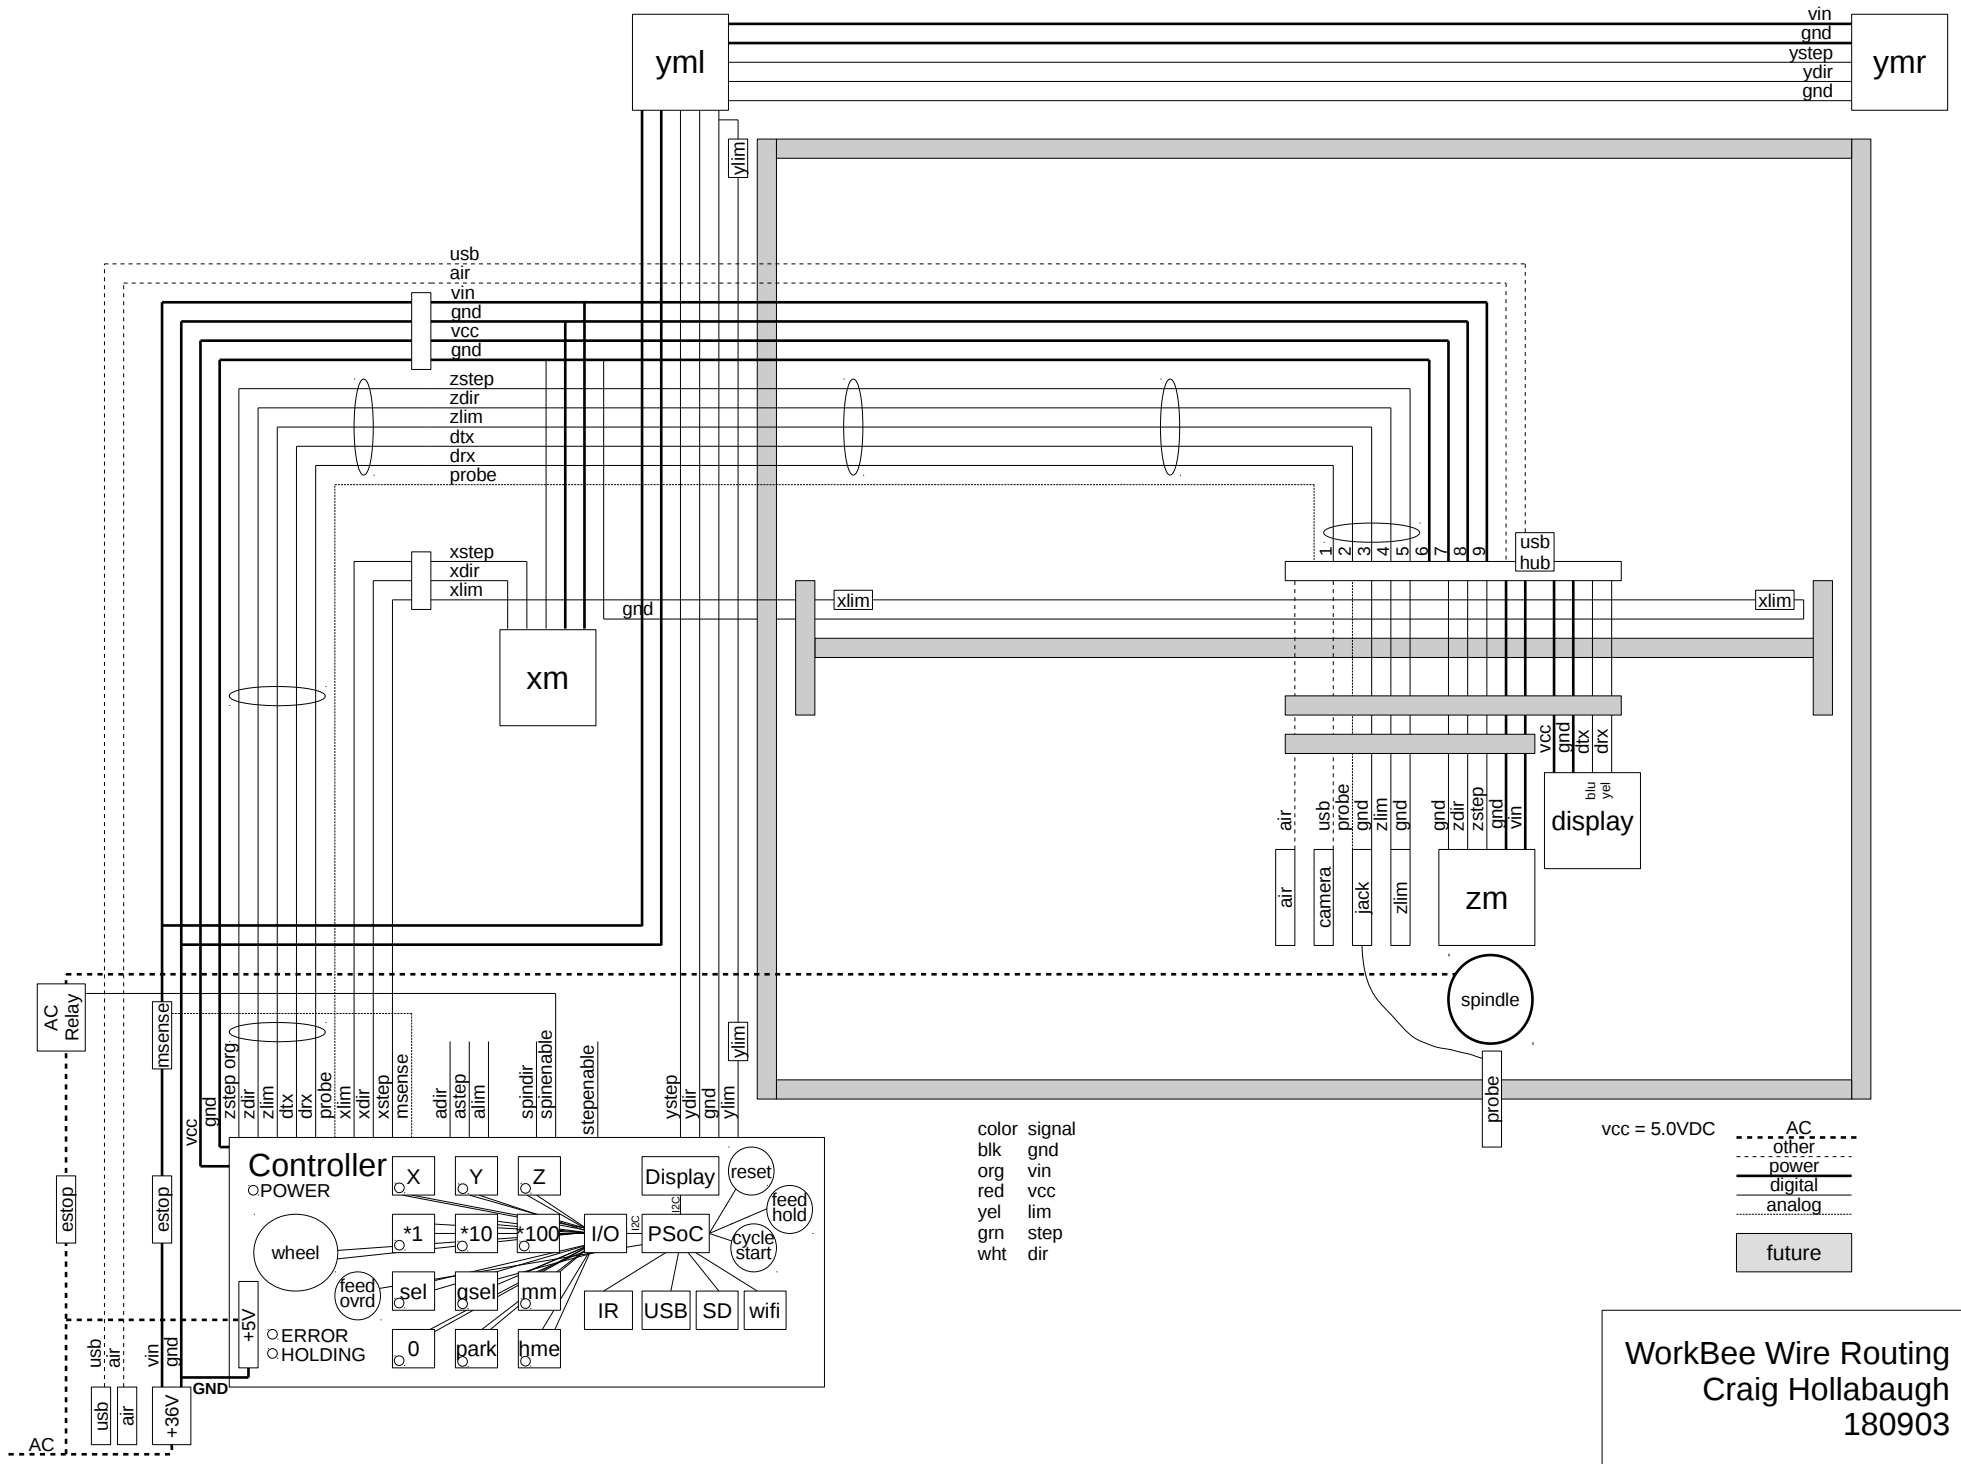 yml
vin
gnd
ystep
ydir
gnd
ymr
ylim
usb
air
vin
gnd
vcc
gnd
zstep
zdir
zlim
dtx
drx
probe
xstep
xdir
xlim
gnd
xm
xlim
xlim
1
2
3
4
5
6
7
8
9
usb
hub
vcc
gnd
dtx
drx
blu
yel
display
air
usb
probe
gnd
zlim
gnd
gnd
zdir
zstep
gnd
vin
air
camera
jack
zlim
zm
spindle
probe
AC
Relay
msense
vcc
gnd
zstep org
zdir
zlim
dtx
drx
probe
xlim
xdir
xstep
msense
adir
astep
alim
spindir
spinenable
stepenable
ystep
ydir
gnd
ylim
ylim
Controller
POWER
X
Y
Z
Display
reset
I2C
feed
hold
*1
*10
*100
I/O
I2C
PSoC
cycle
start
wheel
feed
ovrd
sel
gsel
mm
IR
USB
SD
wifi
+5V
ERROR
HOLDING
0
park
hme
estop
estop
usb
air
vin
gnd
GND
usb
air
+36V
AC
color signal
blk gnd
org vin
red vcc
yel lim
grn step
wht dir
vcc = 5.0VDC
AC
other
power
digital
analog
future
WorkBee Wire Routing
Craig Hollabaugh
180903